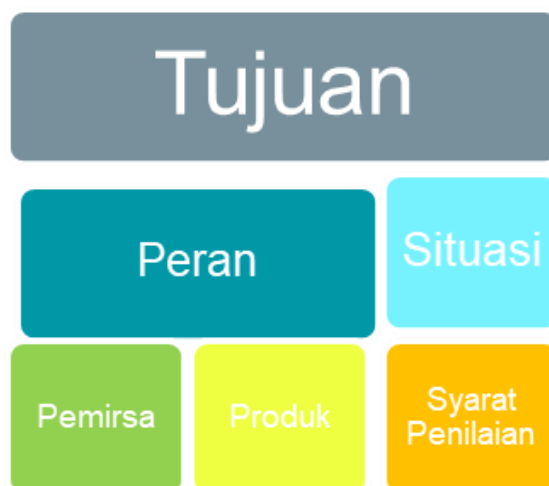 Tujuan
Peran
Situasi
Pemirsa
Produk
Syarat
Penilaian